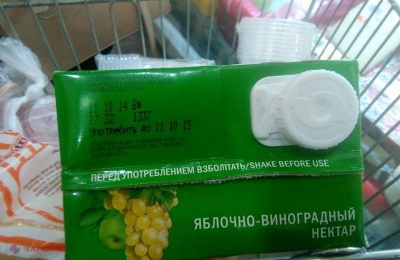 11 10 14 Вж
07:32 1337
Употребить до 11 10 15
ПЕРЕД УПОТРЕБЛЕНИЕМ ВЗБОЛТАТЬ/SHAKE BEFORE USE
ЯБЛОЧНО-ВИНОГРАДНЫЙ
НЕКТАР